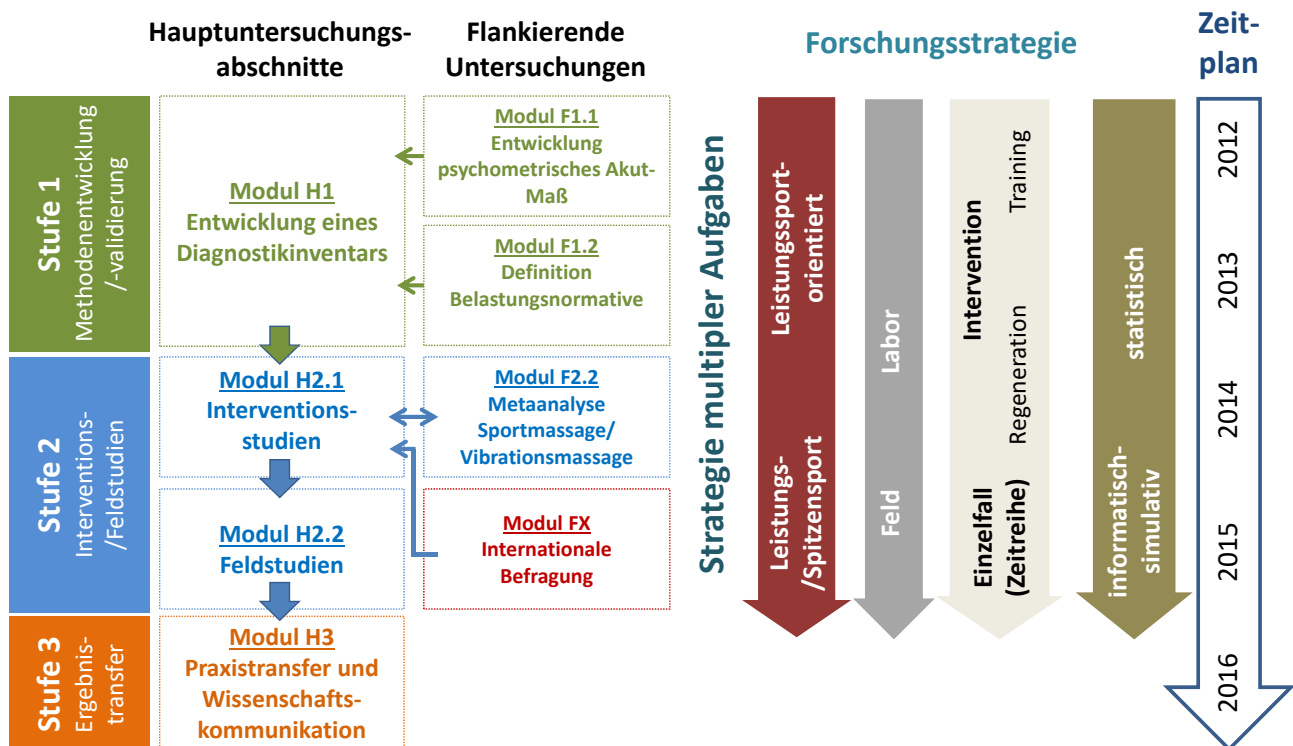 Hauptuntersuchungs-
abschnitte
Flankierende
Untersuchungen
Forschungsstrategie
Zeit-
plan
Stufe 1
Methodenentwicklung
/-validierung
Modul H1
Entwicklung eines
Diagnostikinventars
Modul F1.1
Entwicklung
psychometrisches Akut-
Maß
Modul F1.2
Definition
Belastungsnormative
Stufe 2
Interventions-
/Feldstudien
Modul H2.1
Interventions-
studien
Modul F2.2
Metaanalyse
Sportmassage/
Vibrationsmassage
Modul H2.2
Feldstudien
Modul FX
Internationale
Befragung
Stufe 3
Ergebnis-
transfer
Modul H3
Praxistransfer und
Wissenschafts-
kommunikation
Strategie multipler Aufgaben
Leistungssport-
orientiert
Leistungs-
/Spitzensport
Labor
Feld
Intervention
Training
Regeneration
Einzelfall
(Zeitreihe)
statistisch
informatisch-
simulativ
2012
2013
2014
2015
2016